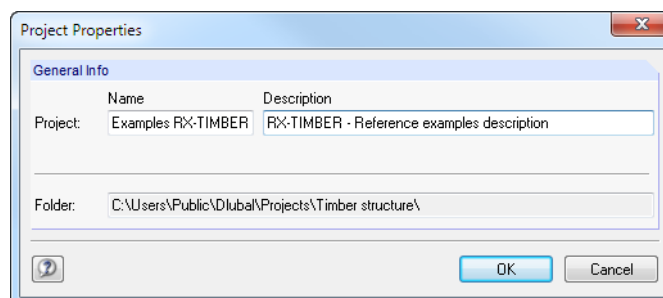 Project Properties
General Info
Name Description
Project: Examples RX-TIMBER RX-TIMBER - Reference examples description
Folder: C:\Users\Public\Dlubal\Projects\Timber structure\
OK Cancel